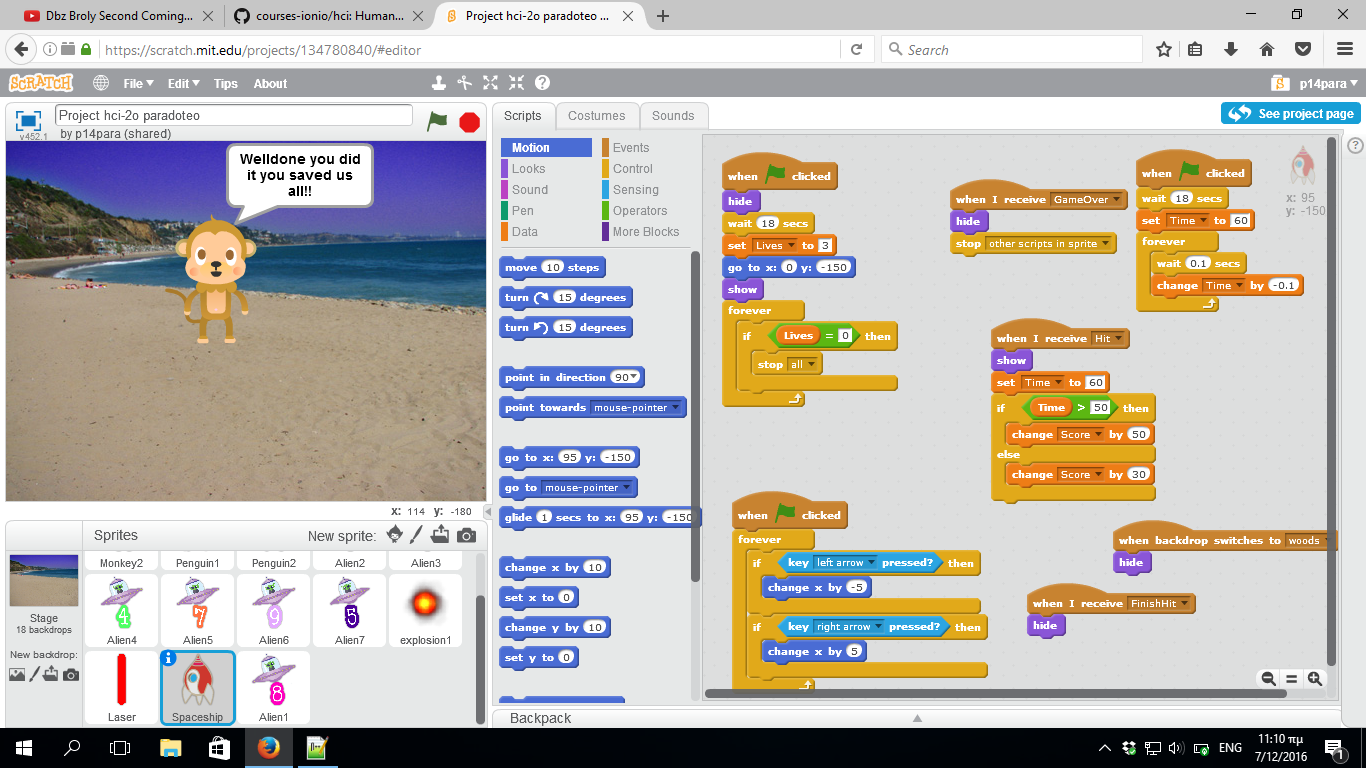 Dbz Broly Second Coming...
courses-ionio/hci: Human...
Project hci-2o paradoteo ...
https://scratch.mit.edu/projects/134780840/#editor
Search
SCRATCH
File
Edit
Tips
About
p14para
Project hci-2o paradoteo
by p14para (shared)
v452.1
Scripts
Costumes
Sounds
See project page
Welldone you did
it you saved us
all!!
Motion
Events
Looks
Control
Sound
Sensing
Pen
Operators
Data
More Blocks
move 10 steps
turn 15 degrees
turn 15 degrees
point in direction 90
point towards mouse-pointer
go to x: 95 y: -150
go to mouse-pointer
glide 1 secs to x: 95 y: -150
change x by 10
set x to 0
change y by 10
set y to 0
when clicked
hide
wait 18 secs
set Lives to 3
go to x: 0 y: -150
show
forever
if Lives = 0 then
stop all
when I receive GameOver
hide
stop other scripts in sprite
when clicked
wait 18 secs
set Time to 60
forever
wait 0.1 secs
change Time by -0.1
x: 95
y: -150
when I receive Hit
show
set Time to 60
if Time > 50 then
change Score by 50
else
change Score by 30
when clicked
forever
if key left arrow pressed? then
change x by -5
if key right arrow pressed? then
change x by 5
when backdrop switches to woods
hide
when I receive FinishHit
hide
x: 114 y: -180
Sprites
New sprite:
Stage
18 backdrops
New backdrop:
Monkey2
Penguin1
Penguin2
Alien2
Alien3
4
7
9
5
Alien4
Alien5
Alien6
Alien7
explosion1
8
Laser
Spaceship
Alien1
Backpack
ΕΝG
11:10 πμ
7/12/2016
1